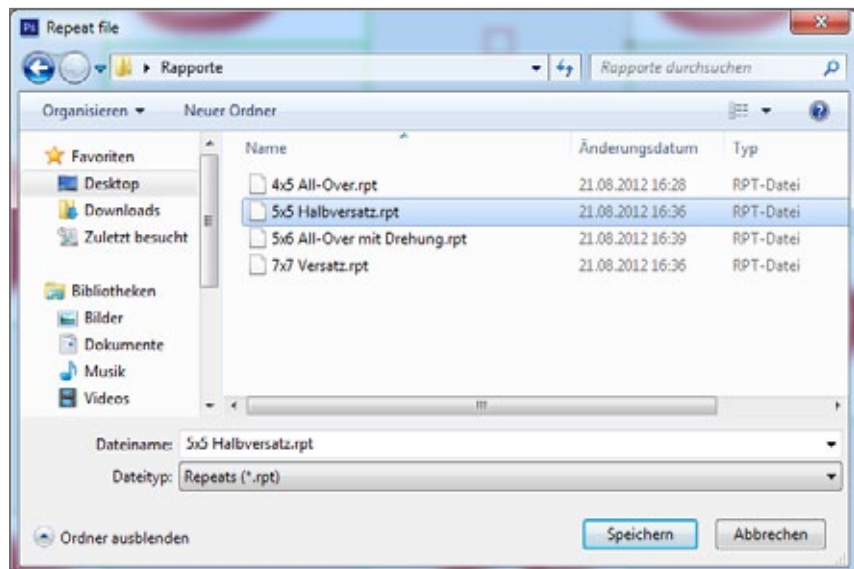 Ps Repeat file
Rapporte
Rapporte durchsuchen
Organisieren
Neuer Ordner
Favoriten
Desktop
Downloads
Zuletzt besucht
Bibliotheken
Bilder
Dokumente
Musik
Videos
Name Änderungsdatum Typ
4x5 All-Over.rpt 21.08.2012 16:28 RPT-Datei
5x5 Halbversatz.rpt 21.08.2012 16:36 RPT-Datei
5x6 All-Over mit Drehung.rpt 21.08.2012 16:39 RPT-Datei
7x7 Versatz.rpt 21.08.2012 16:36 RPT-Datei
Dateiname: 5x5 Halbversatz.rpt
Dateityp: Repeats (*.rpt)
Ordner ausblenden
Speichern
Abbrechen